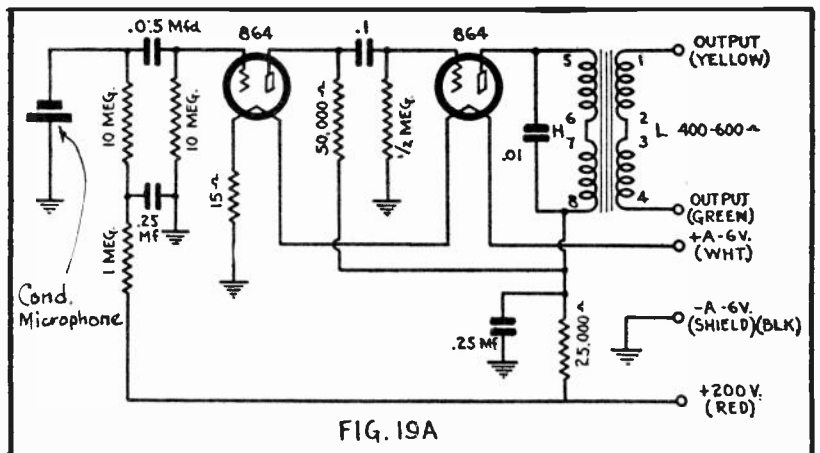 .015 Mfd
864
.1
864
OUTPUT
(YELLOW)
5
1
10 MEG.
10 MEG.
50,000 Ω
1/2 MEG.
6
7
2
3
H
L
400-600 Ω
.01
15 Ω
.25
Mf
8
4
OUTPUT
(GREEN)
+A-6V.
(WHT)
1 MEG.
Cond.
Microphone
.25 Mf
25,000 Ω
-A-6V.
(SHIELD)(BLK)
+200V.
(RED)
FIG. 19A